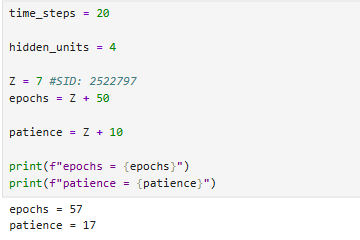 time_steps = 20
hidden_units = 4
Z = 7 #SID: 2522797
epochs = Z + 50
patience = Z + 10
print(f"epochs = {epochs}")
print(f"patience = {patience}")
epochs = 57
patience = 17